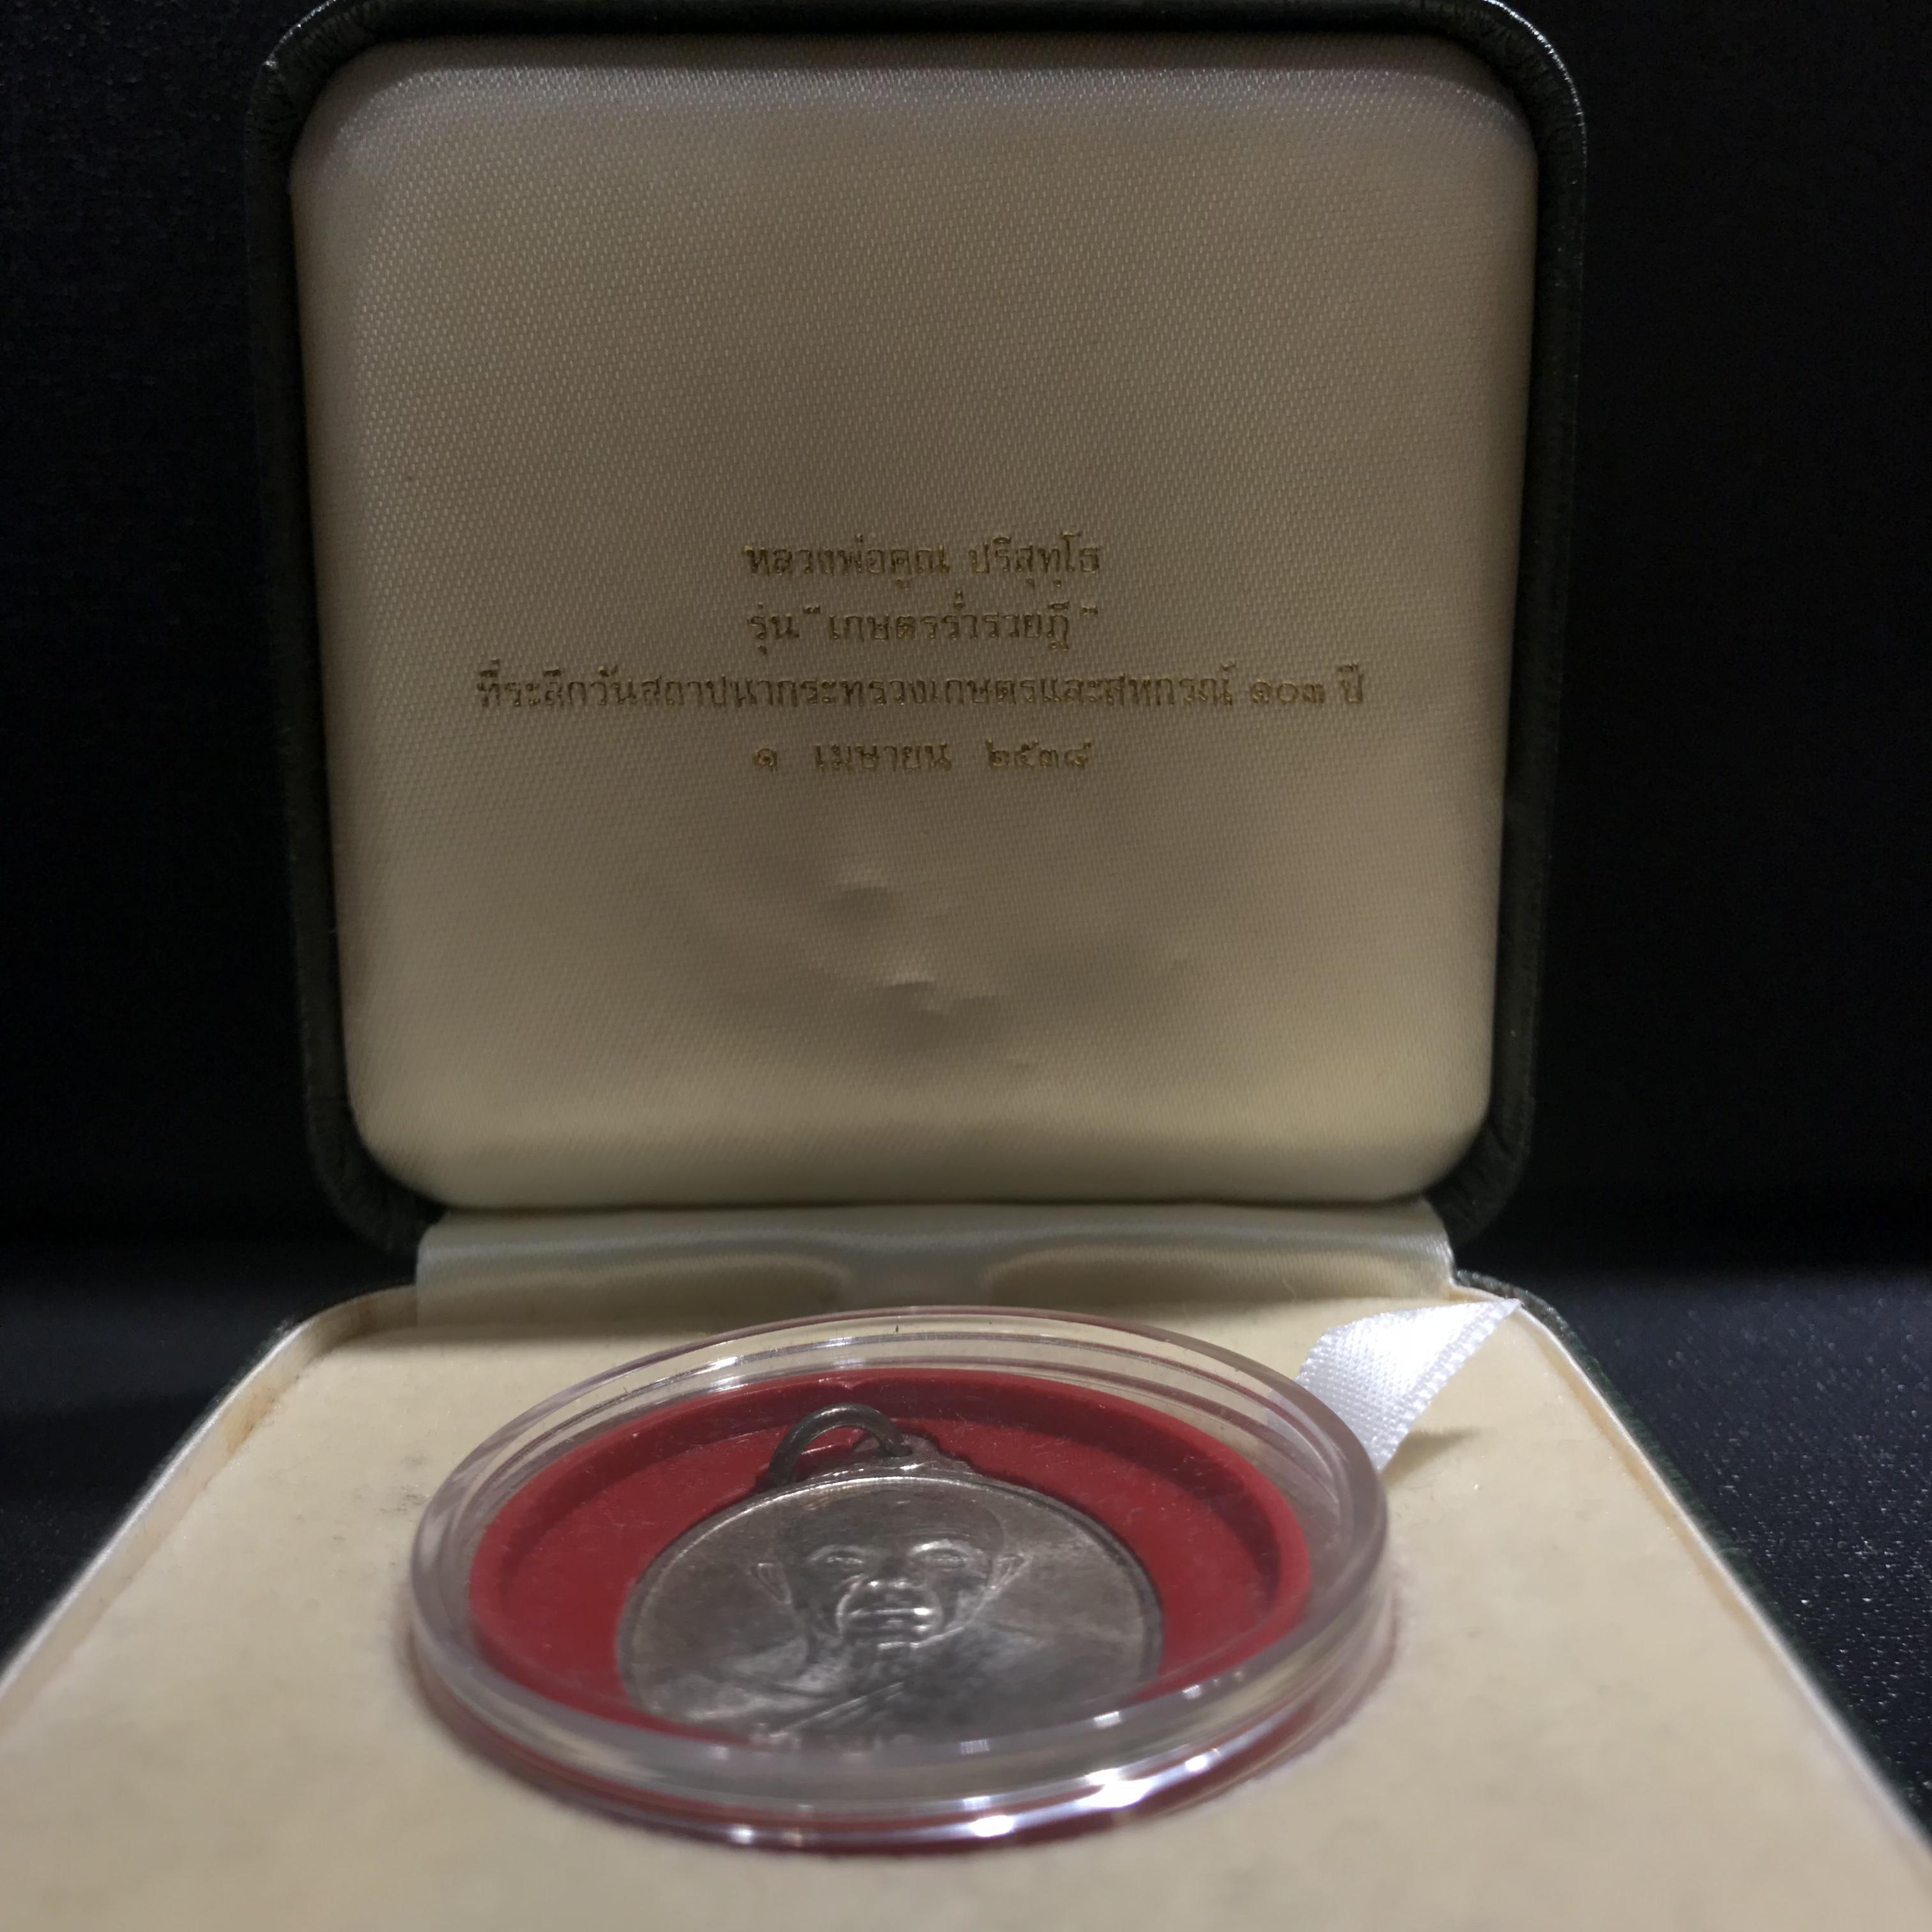 หลวงพ่อคูณ ปริสุทฺโธ
รุ่น "เกษตรร่ำรวยฎี"
ที่ระลึกวันสถาปนากระทรวงเกษตรและสหกรณ์ ๑๐๓ ปี
๑ เมษายน ๒๕๓๘